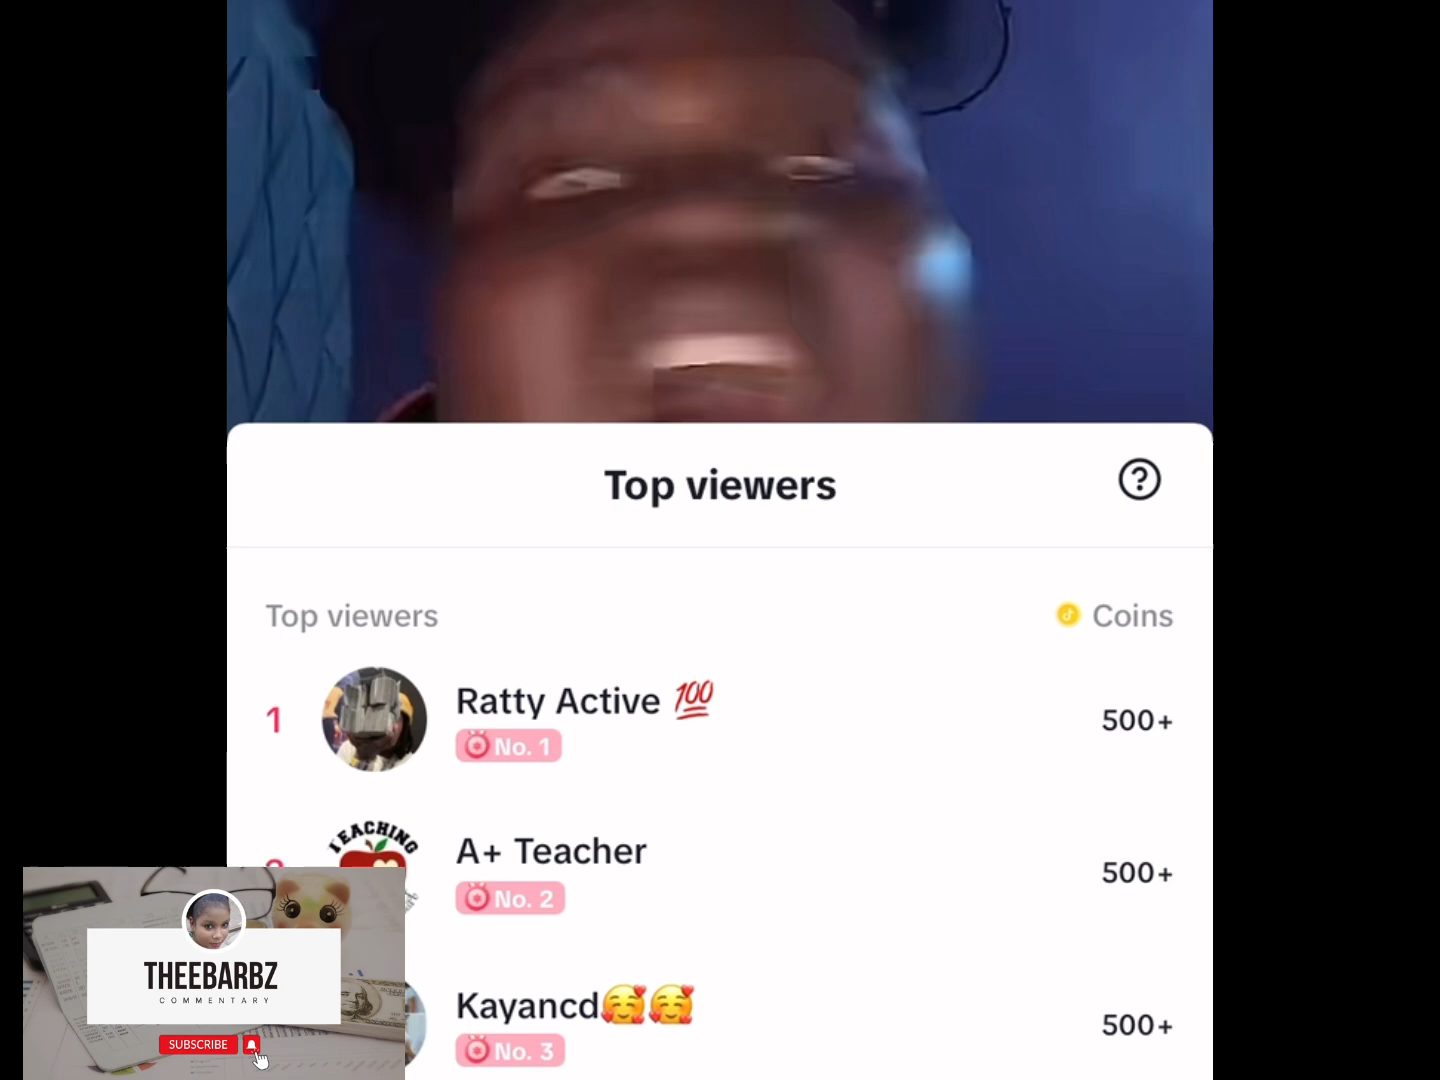 Top viewers
Top viewers
Coins
1
Ratty Active 💯
No. 1
500+
TEACHING
A+ Teacher
No. 2
500+
Kayancd🥰🥰
No. 3
500+
THEEBARBZ
COMMENTARY
SUBSCRIBE